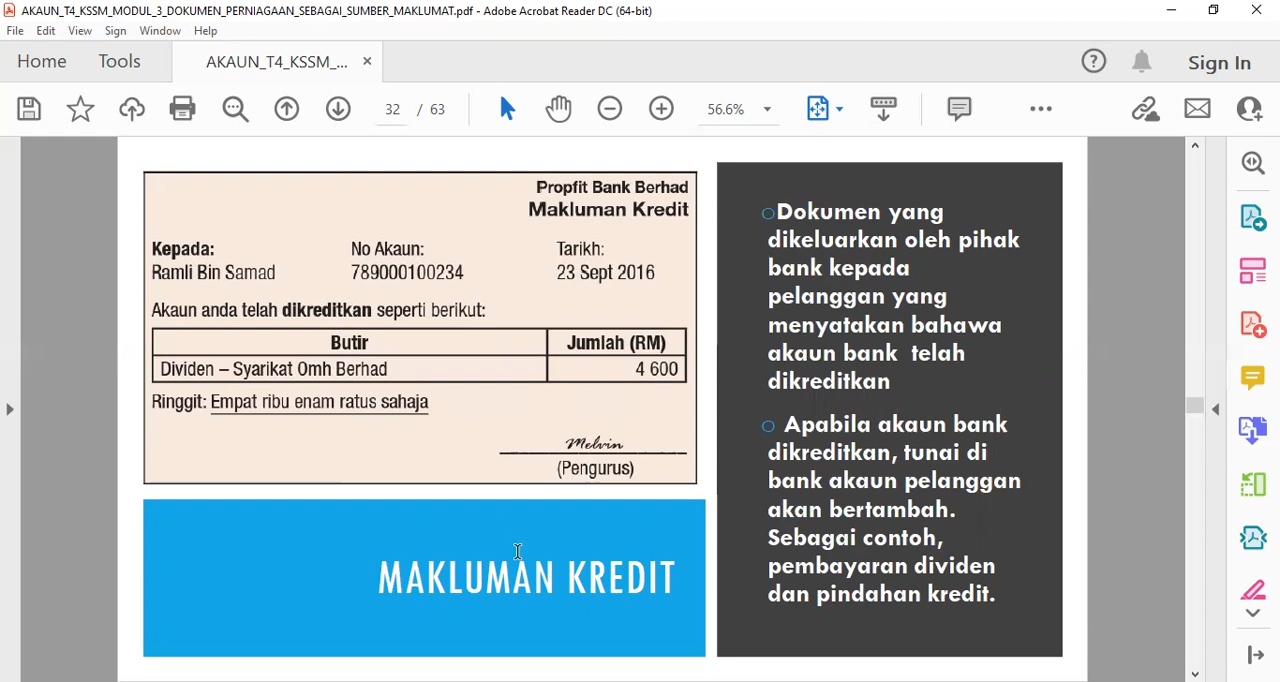 AKAUN_T4_KSSM_MODUL_3_DOKUMEN_PERNIAGAAN_SEBAGAI_SUMBER_MAKLUMAT.pdf - Adobe Acrobat Reader DC (64-bit)
File Edit View Sign Window Help
Home Tools AKAUN_T4_KSSM_... × Sign In
32 / 63 56.6%
Propfit Bank Berhad
Makluman Kredit
Kepada: No Akaun: Tarikh:
Ramli Bin Samad 789000100234 23 Sept 2016
Akaun anda telah dikreditkan seperti berikut:
Butir Jumlah (RM)
Dividen – Syarikat Omh Berhad 4 600
Ringgit: Empat ribu enam ratus sahaja
Melvin
(Pengurus)
MAKLUMAN KREDIT
Dokumen yang
dikeluarkan oleh pihak
bank kepada
pelanggan yang
menyatakan bahawa
akaun bank telah
dikreditkan
Apabila akaun bank
dikreditkan, tunai di
bank akaun pelanggan
akan bertambah.
Sebagai contoh,
pembayaran dividen
dan pindahan kredit.